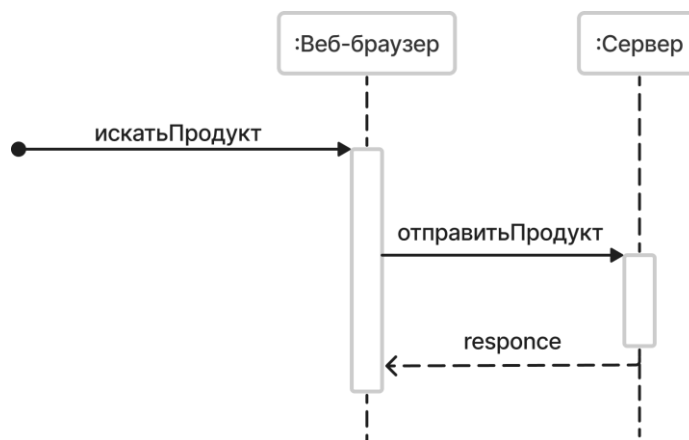 :Веб-браузер
:Сервер
искатьПродукт
отправитьПродукт
responce